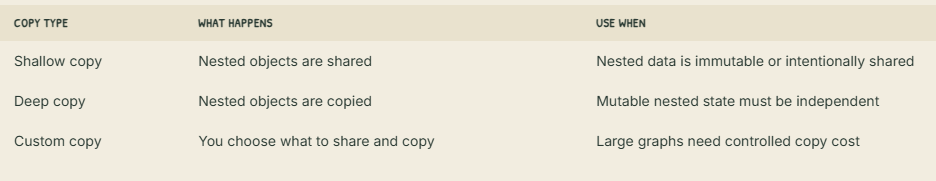 COPY TYPE WHAT HAPPENS USE WHEN
Shallow copy Nested objects are shared Nested data is immutable or intentionally shared
Deep copy Nested objects are copied Mutable nested state must be independent
Custom copy You choose what to share and copy Large graphs need controlled copy cost